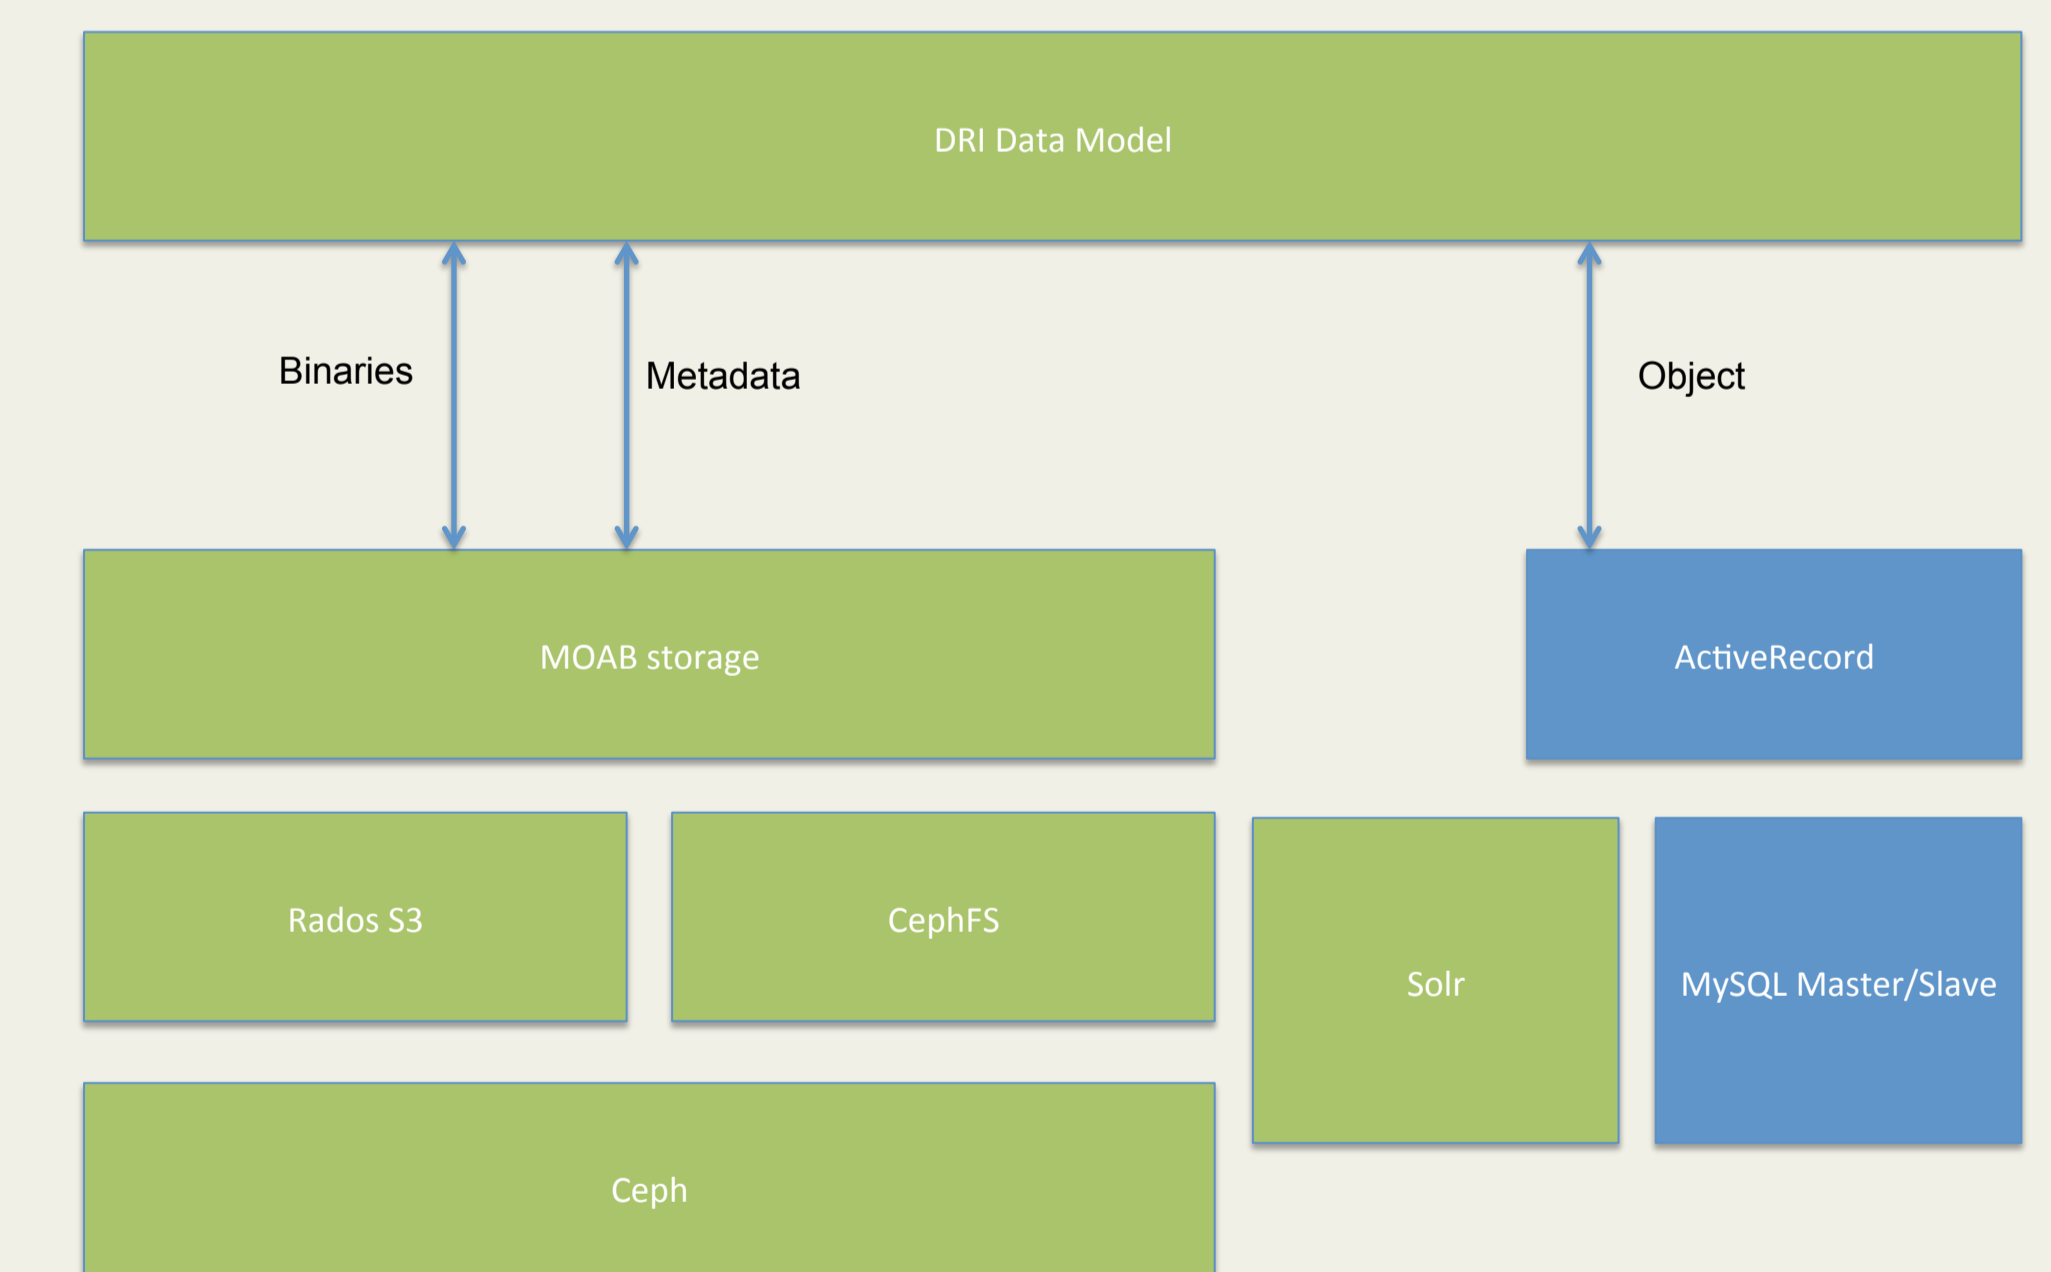 DRI Data Model
Binaries
Metadata
Object
MOAB storage
ActiveRecord
Rados S3
CephFS
Solr
MySQL Master/Slave
Ceph